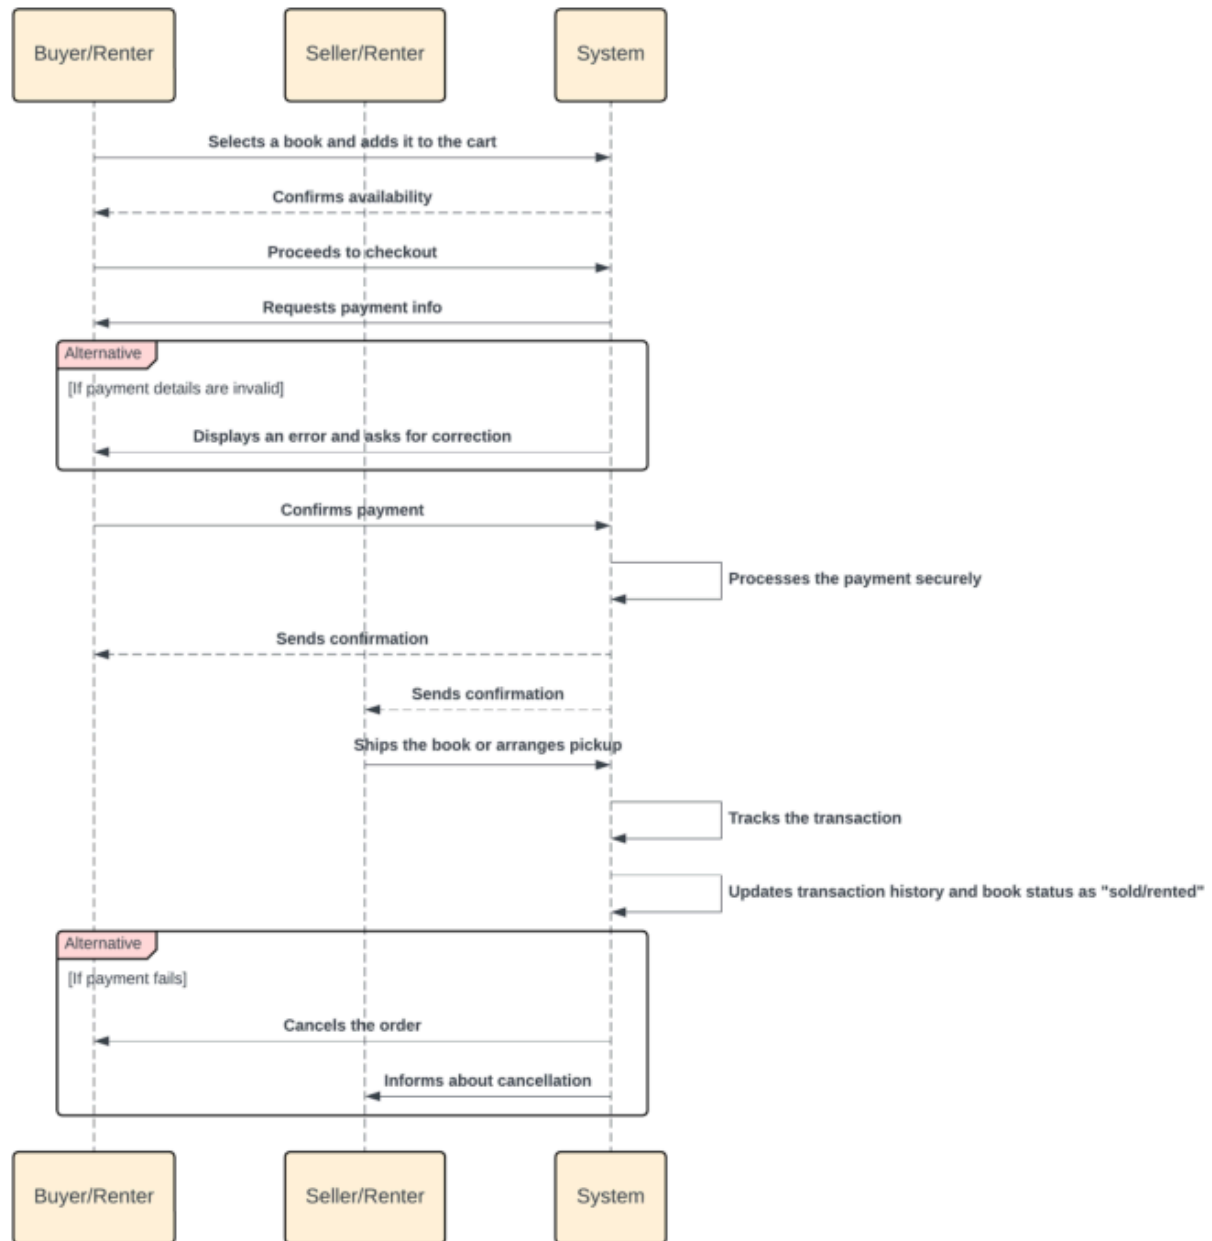 Buyer/Renter
Seller/Renter
System
Selects a book and adds it to the cart
Confirms availability
Proceeds to checkout
Requests payment info
Alternative
[If payment details are invalid]
Displays an error and asks for correction
Confirms payment
Processes the payment securely
Sends confirmation
Sends confirmation
Ships the book or arranges pickup
Tracks the transaction
Updates transaction history and book status as "sold/rented"
Alternative
[If payment fails]
Cancels the order
Informs about cancellation
Buyer/Renter
Seller/Renter
System